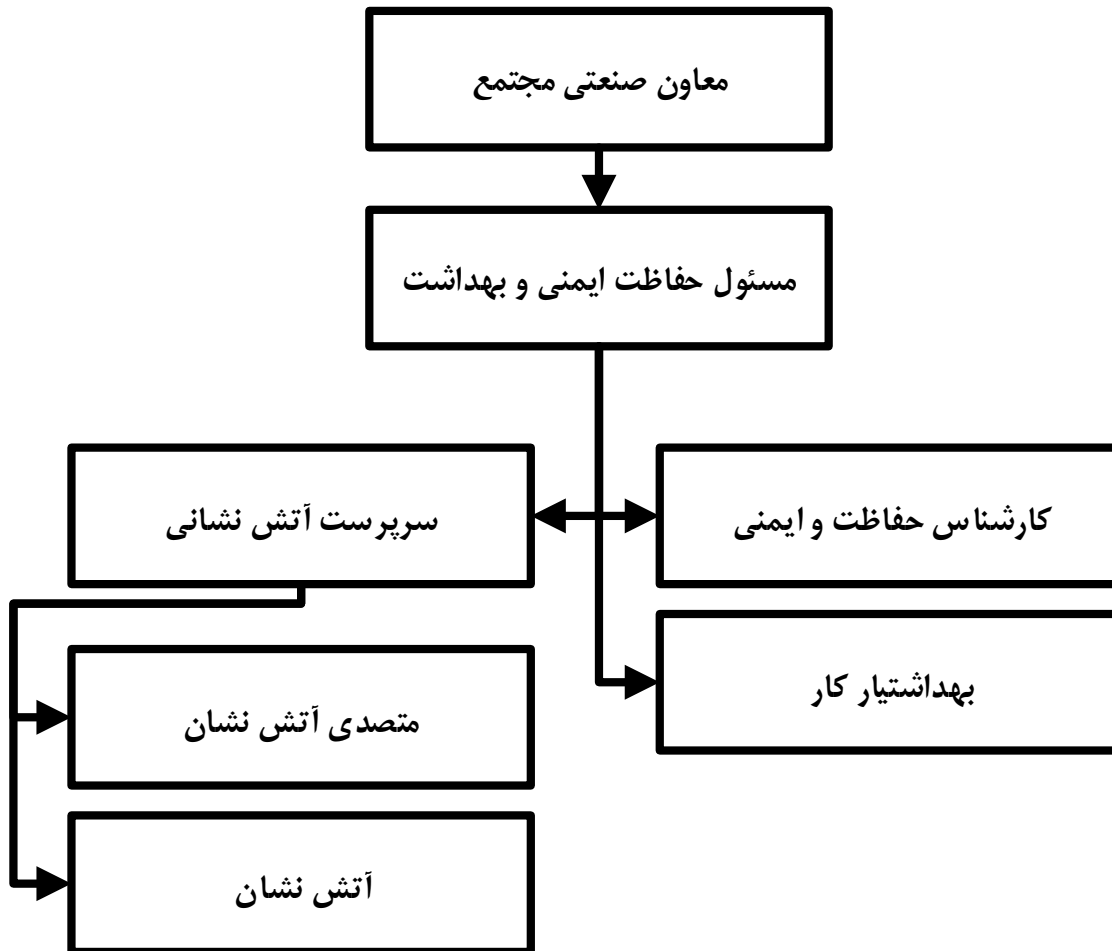 معاون صنعتی مجتمع
مسئول حفاظت ایمنی و بهداشت
کارشناس حفاظت و ایمنی
سرپرست آتش نشانی
بهداشتیار کار
متصدی آتش نشان
آتش نشان